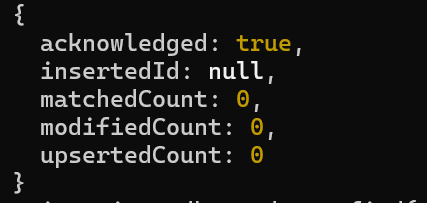 {
  acknowledged: true,
  insertedId: null,
  matchedCount: 0,
  modifiedCount: 0,
  upsertedCount: 0
}